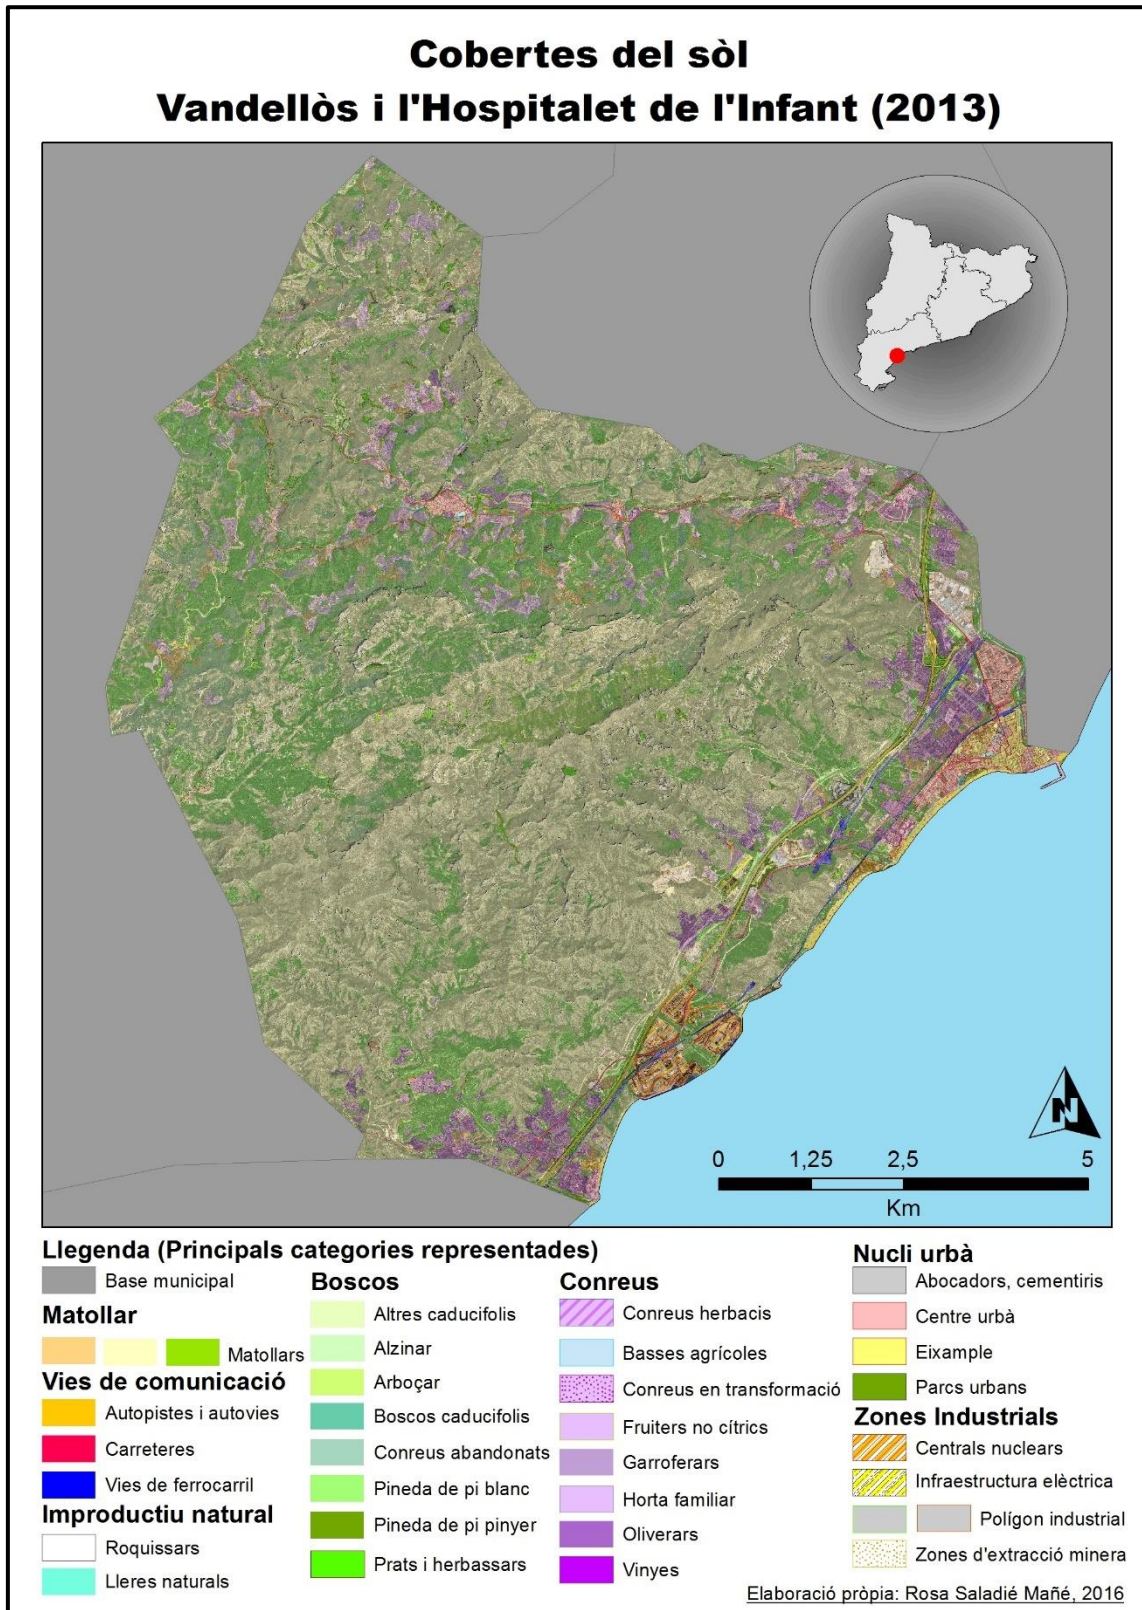 Cobertes del sòl
Vandellòs i l'Hospitalet de l'Infant (2013)
N
0 1,25 2,5 5
Km
Llegenda (Principals categories representades)
Base municipal
Matollar
Matollars
Vies de comunicació
Autopistes i autovies
Carreteres
Vies de ferrocarril
Improductiu natural
Roquissars
Lleres naturals
Boscos
Altres caducifolis
Alzinar
Arboçar
Boscos caducifolis
Conreus abandonats
Pineda de pi blanc
Pineda de pi pinyer
Prats i herbassars
Conreus
Conreus herbacis
Basses agrícoles
Conreus en transformació
Fruiters no cítrics
Garroferars
Horta familiar
Oliverars
Vinyes
Nucli urbà
Abocadors, cementiris
Centre urbà
Eixample
Parcs urbans
Zones Industrials
Centrals nuclears
Infraestructura elèctrica
Polígon industrial
Zones d'extracció minera
Elaboració pròpia: Rosa Saladié Mañé, 2016